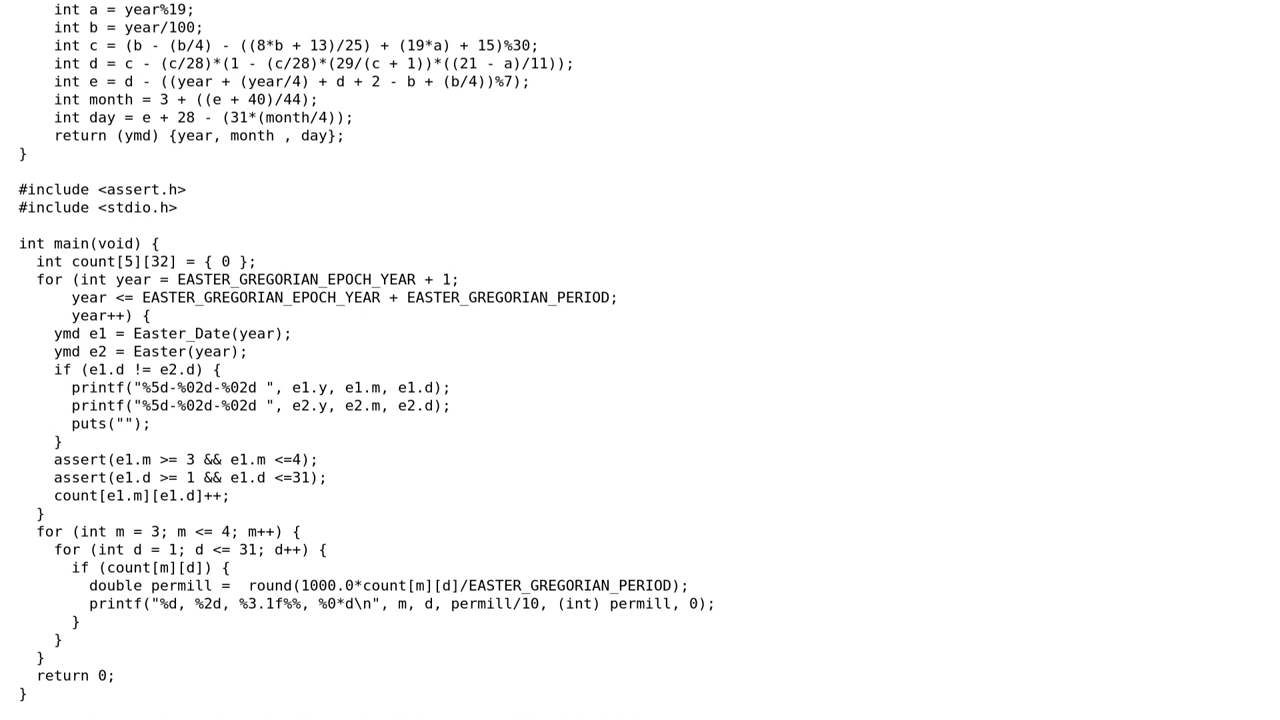 int a = year%19;
    int b = year/100;
    int c = (b - (b/4) - ((8*b + 13)/25) + (19*a) + 15)%30;
    int d = c - (c/28)*(1 - (c/28)*(29/(c + 1))*((21 - a)/11));
    int e = d - ((year + (year/4) + d + 2 - b + (b/4))%7);
    int month = 3 + ((e + 40)/44);
    int day = e + 28 - (31*(month/4));
    return (ymd) {year, month , day};
}

#include <assert.h>
#include <stdio.h>

int main(void) {
  int count[5][32] = { 0 };
  for (int year = EASTER_GREGORIAN_EPOCH_YEAR + 1;
      year <= EASTER_GREGORIAN_EPOCH_YEAR + EASTER_GREGORIAN_PERIOD;
      year++) {
    ymd e1 = Easter_Date(year);
    ymd e2 = Easter(year);
    if (e1.d != e2.d) {
      printf("%5d-%02d-%02d ", e1.y, e1.m, e1.d);
      printf("%5d-%02d-%02d ", e2.y, e2.m, e2.d);
      puts("");
    }
    assert(e1.m >= 3 && e1.m <=4);
    assert(e1.d >= 1 && e1.d <=31);
    count[e1.m][e1.d]++;
  }
  for (int m = 3; m <= 4; m++) {
    for (int d = 1; d <= 31; d++) {
      if (count[m][d]) {
        double permill =  round(1000.0*count[m][d]/EASTER_GREGORIAN_PERIOD);
        printf("%d, %2d, %3.1f%%, %0*d\n", m, d, permill/10, (int) permill, 0);
      }
    }
  }
  return 0;
}